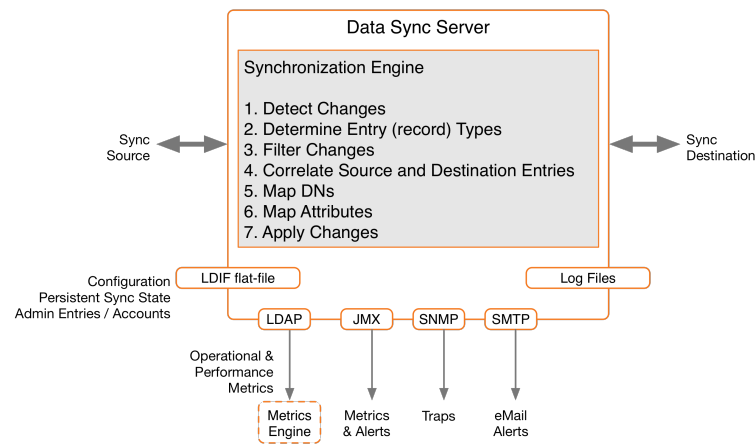 Data Sync Server
Synchronization Engine
1. Detect Changes
2. Determine Entry (record) Types
3. Filter Changes
4. Correlate Source and Destination Entries
5. Map DNs
6. Map Attributes
7. Apply Changes
Sync
Source
Sync
Destination
LDIF flat-file
Log Files
Configuration
Persistent Sync State
Admin Entries / Accounts
LDAP
JMX
SNMP
SMTP
Operational &
Performance
Metrics
Metrics
Engine
Metrics
& Alerts
Traps
eMail
Alerts